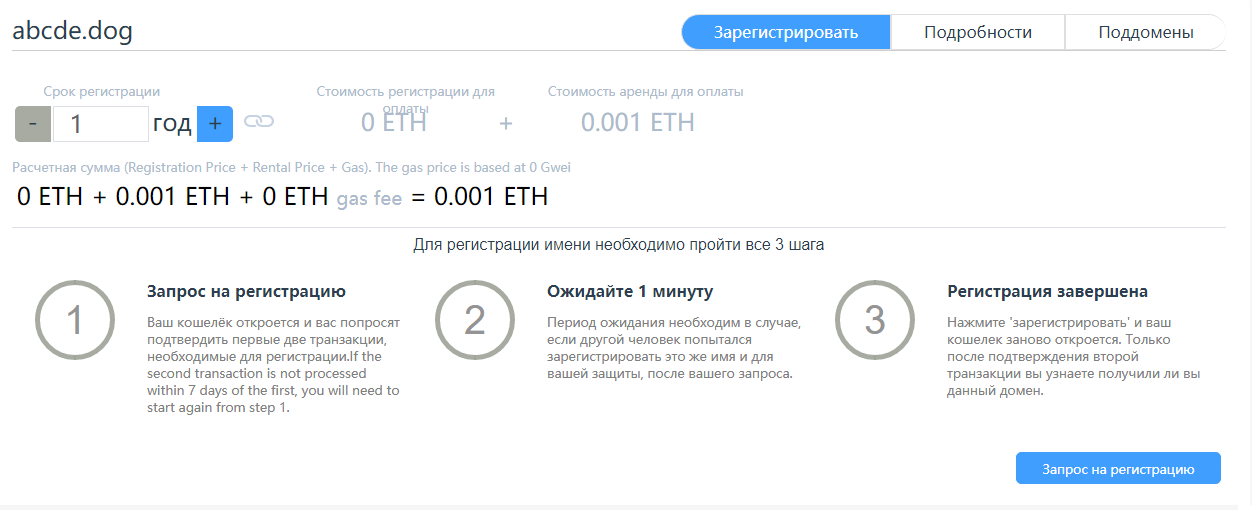 abcde.dog
Зарегистрировать
Подробности
Поддомены
Срок регистрации
Стоимость регистрации для
оплаты
Стоимость аренды для оплаты
- 1 год +
0 ETH + 0.001 ETH
Расчетная сумма (Registration Price + Rental Price + Gas). The gas price is based at 0 Gwei
0 ETH + 0.001 ETH + 0 ETH gas fee = 0.001 ETH
Для регистрации имени необходимо пройти все 3 шага
1
Запрос на регистрацию
Ваш кошелёк откроется и вас попросят
подтвердить первые две транзакции,
необходимые для регистрации.If the
second transaction is not processed
within 7 days of the first, you will need to
start again from step 1.
2
Ожидайте 1 минуту
Период ожидания необходим в случае,
если другой человек попытался
зарегистрировать это же имя и для
вашей защиты, после вашего запроса.
3
Регистрация завершена
Нажмите 'зарегистрировать' и ваш
кошелек заново откроется. Только
после подтверждения второй
транзакции вы узнаете получили ли вы
данный домен.
Запрос на регистрацию